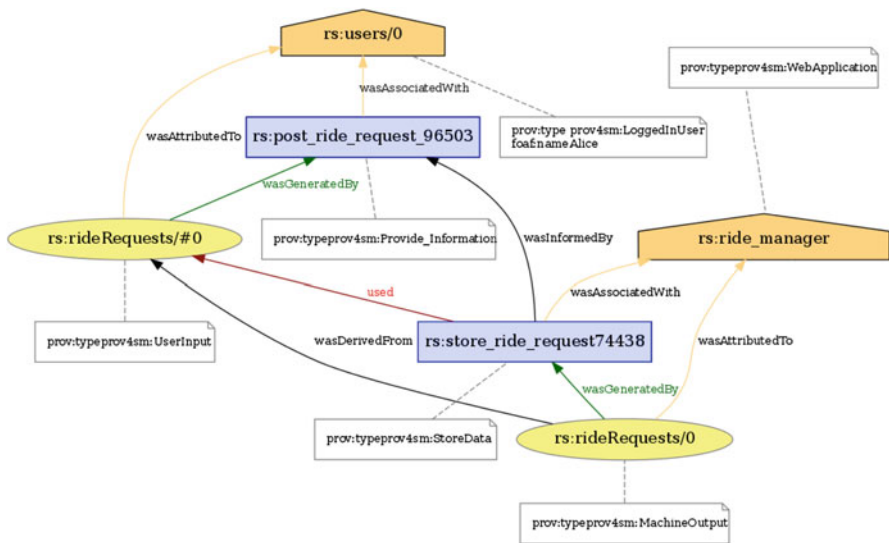 rs:users/0
prov:typeprov4sm:WebApplication
wasAssociatedWith
prov:type prov4sm:LoggedInUser
foaf:nameAlice
wasAttributedTo
rs:post_ride_request_96503
wasGeneratedBy
rs:rideRequests/#0
prov:typeprov4sm:Provide_Information
wasInformedBy
rs:ride_manager
used
wasAssociatedWith
prov:typeprov4sm:UserInput
wasDerivedFrom
rs:store_ride_request74438
wasAttributedTo
wasGeneratedBy
prov:typeprov4sm:StoreData
rs:rideRequests/0
prov:typeprov4sm:MachineOutput